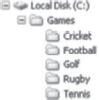 Local Disk (C:)
Games
Cricket
Football
Golf
Rugby
Tennis